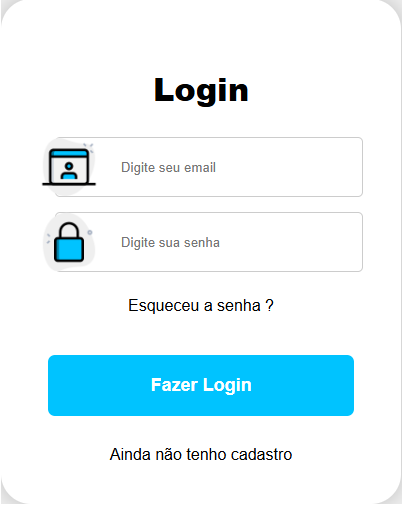 Login
Digite seu email
Digite sua senha
Esqueceu a senha ?
Fazer Login
Ainda não tenho cadastro